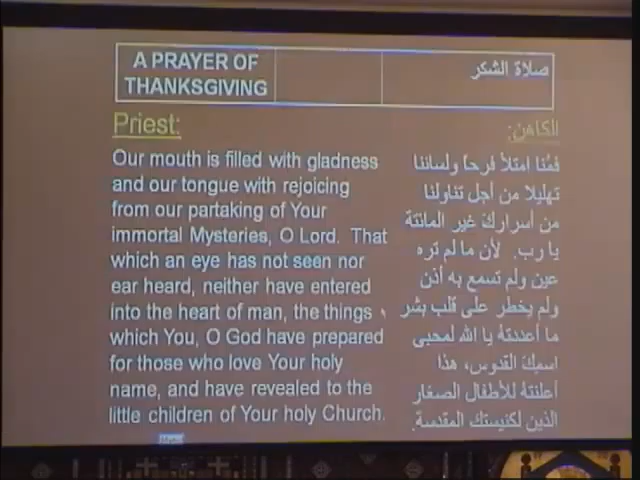 A PRAYER OF
THANKSGIVING
صلاة الشكر
Priest:
Our mouth is filled with gladness
and our tongue with rejoicing
from our partaking of Your
immortal Mysteries, O Lord. That
which an eye has not seen nor
ear heard, neither have entered
into the heart of man, the things
which You, O God have prepared
for those who love Your holy
name, and have revealed to the
little children of Your holy Church.
الكاهن:
فمُنا امتلأ فرحاً ولساننا
تهليلا من أجل تناولنا
من أسرارك غير المائتة
يا رب. لأن ما لم تره
عين ولم تسمع به أذن
ولم يخطر على قلب بشر
ما أعددتهُ يا الله لمحبى
اسمِكَ القدوس، هذا
أعلنتهُ للأطفال الصغار
الذين لكنيستك المقدسة.